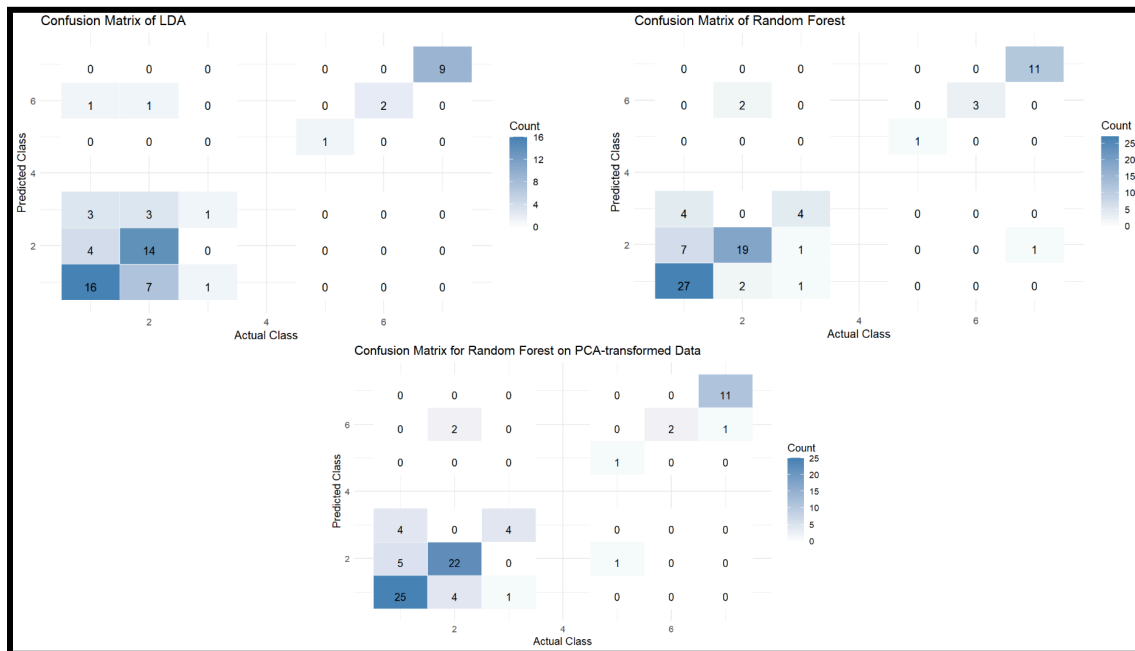 Confusion Matrix of LDA
0 0 0 0 0 9
6 1 1 0 0 2 0
0 0 0 1 0 0
4
3 3 1 0 0 0
2 4 14 0 0 0 0
16 7 1 0 0 0
2 4 6
Predicted Class
Actual Class
Count
16
12
8
4
0
Confusion Matrix of Random Forest
0 0 0 0 0 11
6 0 2 0 0 3 0
0 0 0 1 0 0
4
4 0 4 0 0 0
2 7 19 1 0 0 1
27 2 1 0 0 0
2 4 6
Predicted Class
Actual Class
Count
25
20
15
10
5
0
Confusion Matrix for Random Forest on PCA-transformed Data
0 0 0 0 0 11
6 0 2 0 0 2 1
0 0 0 1 0 0
4
4 0 4 0 0 0
2 5 22 0 1 0 0
25 4 1 0 0 0
2 4 6
Predicted Class
Actual Class
Count
25
20
15
10
5
0